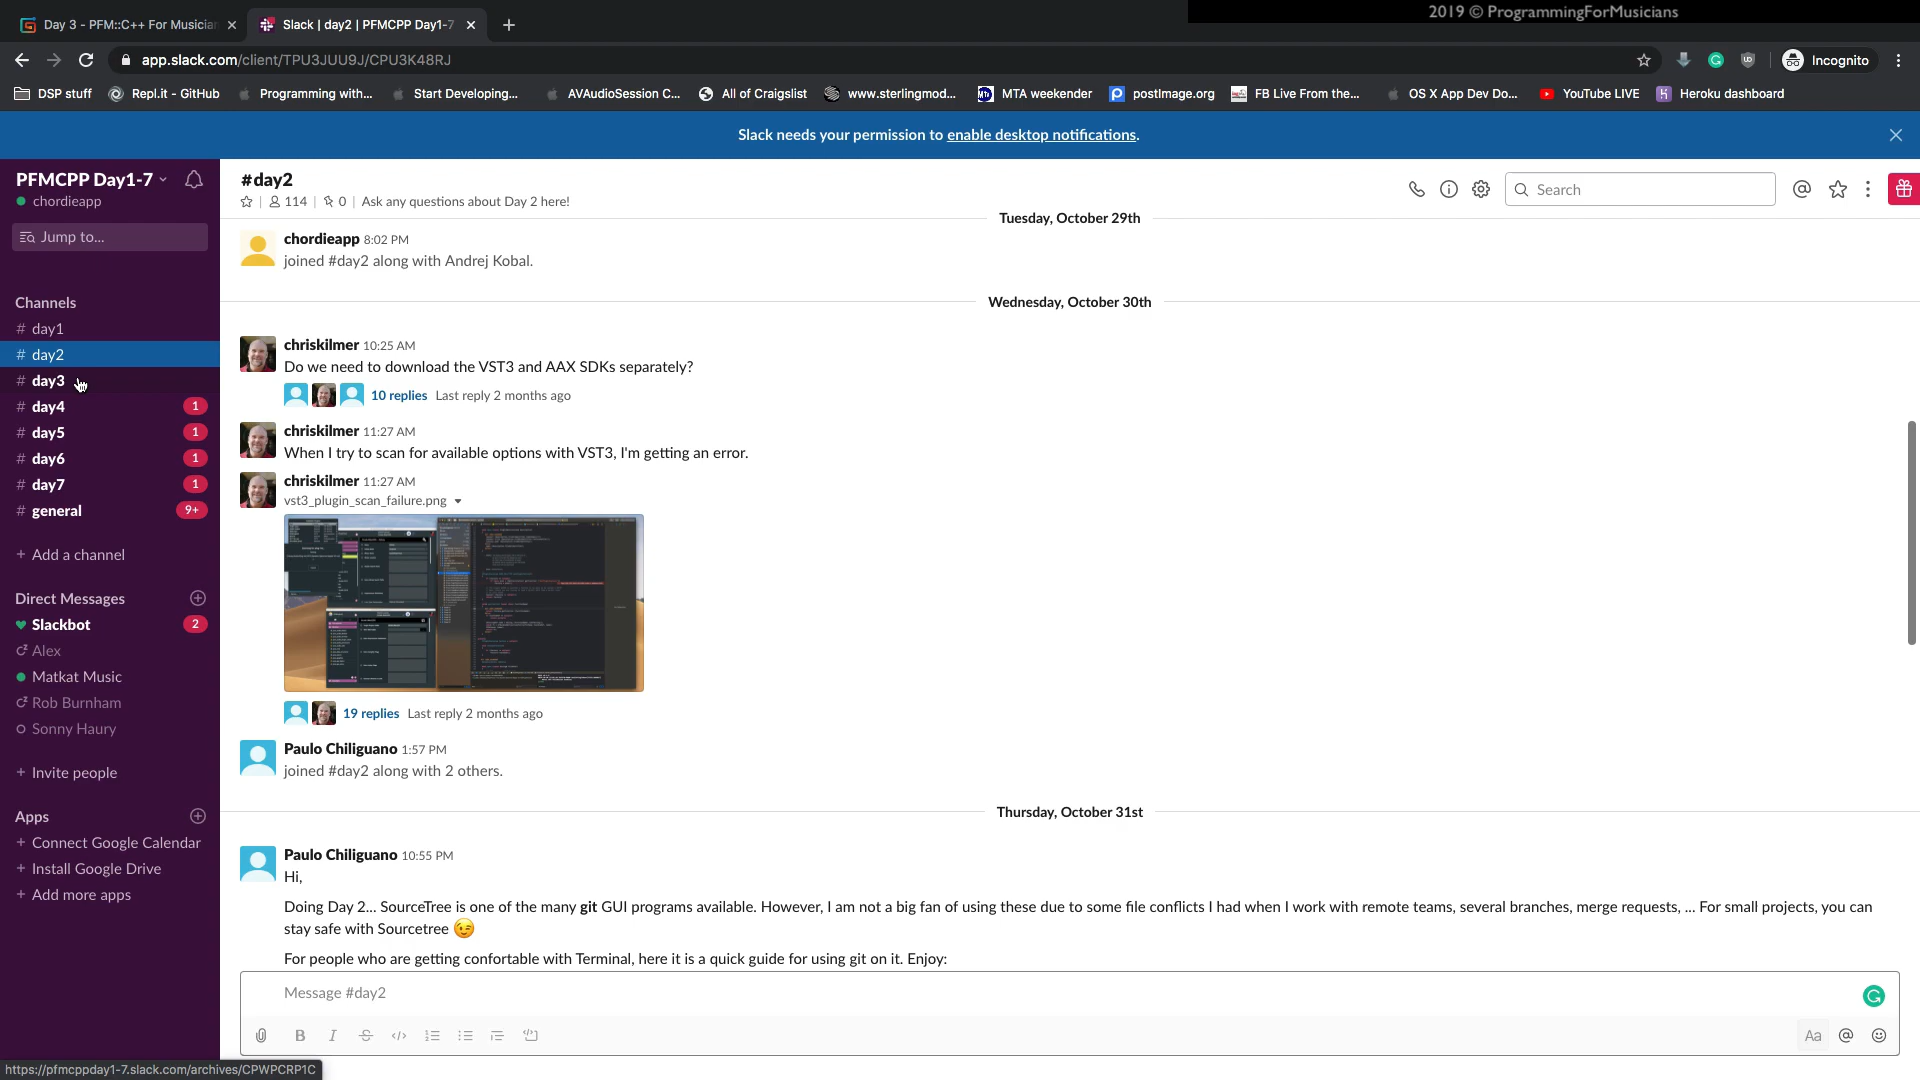 2019 © ProgrammingForMusicians
Day 3 - PFM::C++ For Musician
Slack | day2 | PFMCPP Day1-7
app.slack.com/client/TPU3JUU9J/CPU3K48RJ
Incognito
DSP stuff
Repl.it - GitHub
Programming with...
Start Developing...
AVAudioSession C...
All of Craigslist
www.sterlingmod...
MTA weekender
postImage.org
FB Live From the...
OS X App Dev Do...
YouTube LIVE
Heroku dashboard
Slack needs your permission to enable desktop notifications.
PFMCPP Day1-7
chordieapp
Jump to...
Channels
# day1
# day2
# day3
# day4 1
# day5 1
# day6 1
# day7 1
# general 9+
+ Add a channel
Direct Messages
Slackbot 2
Alex
Matkat Music
Rob Burnham
Sonny Haury
+ Invite people
Apps
+ Connect Google Calendar
+ Install Google Drive
+ Add more apps
#day2
114 | 0 | Ask any questions about Day 2 here!
Search
Tuesday, October 29th
chordieapp 8:02 PM
joined #day2 along with Andrej Kobal.
Wednesday, October 30th
chriskilmer 10:25 AM
Do we need to download the VST3 and AAX SDKs separately?
10 replies Last reply 2 months ago
chriskilmer 11:27 AM
When I try to scan for available options with VST3, I'm getting an error.
chriskilmer 11:27 AM
vst3_plugin_scan_failure.png
19 replies Last reply 2 months ago
Paulo Chiliguano 1:57 PM
joined #day2 along with 2 others.
Thursday, October 31st
Paulo Chiliguano 10:55 PM
Hi,
Doing Day 2... SourceTree is one of the many git GUI programs available. However, I am not a big fan of using these due to some file conflicts I had when I work with remote teams, several branches, merge requests, ... For small projects, you can
stay safe with Sourcetree 😉
For people who are getting confortable with Terminal, here it is a quick guide for using git on it. Enjoy:
Message #day2
Aa
https://pfmcppday1-7.slack.com/archives/CPWPCRP1C